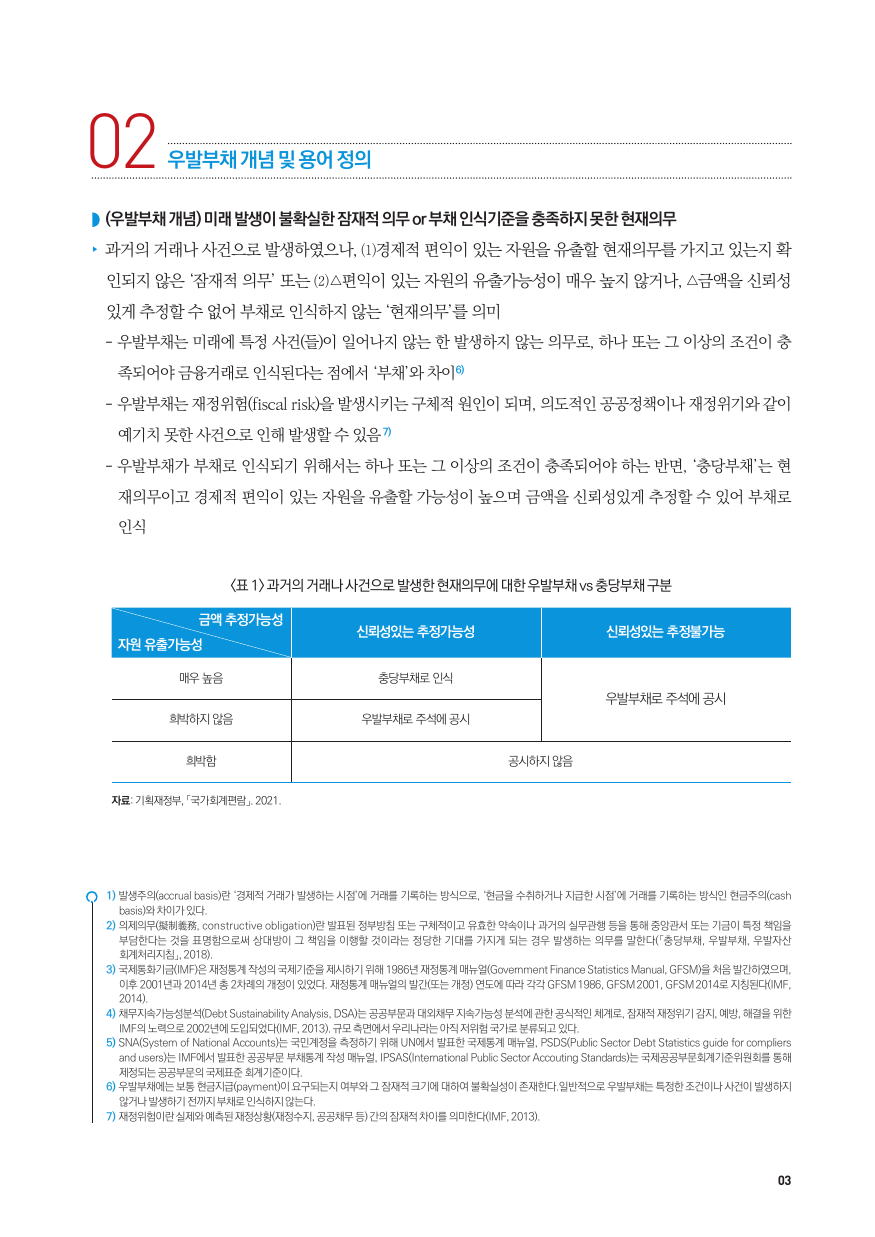 02
우발부채 개념 및 용어 정의
(우발부채 개념) 미래 발생이 불확실한 잠재적 의무 or 부채 인식기준을 충족하지 못한 현재의무
과거의 거래나 사건으로 발생하였으나, (1)경제적 편익이 있는 자원을 유출할 현재의무를 가지고 있는지 확
인되지 않은 ‘잠재적 의무’ 또는 (2)△편익이 있는 자원의 유출가능성이 매우 높지 않거나, △금액을 신뢰성
있게 추정할 수 없어 부채로 인식하지 않는 ‘현재의무’를 의미
- 우발부채는 미래에 특정 사건(들)이 일어나지 않는 한 발생하지 않는 의무로, 하나 또는 그 이상의 조건이 충
족되어야 금융거래로 인식된다는 점에서 ‘부채’와 차이6)
- 우발부채는 재정위험(fiscal risk)을 발생시키는 구체적 원인이 되며, 의도적인 공공정책이나 재정위기와 같이
예기치 못한 사건으로 인해 발생할 수 있음7)
- 우발부채가 부채로 인식되기 위해서는 하나 또는 그 이상의 조건이 충족되어야 하는 반면, ‘충당부채’는 현
재의무이고 경제적 편익이 있는 자원을 유출할 가능성이 높으며 금액을 신뢰성있게 추정할 수 있어 부채로
인식
〈표 1〉 과거의 거래나 사건으로 발생한 현재의무에 대한 우발부채 vs 충당부채 구분
금액 추정가능성
자원 유출가능성
신뢰성있는 추정가능성
신뢰성있는 추정불가능
매우 높음
충당부채로 인식
우발부채로 주석에 공시
희박하지 않음
우발부채로 주석에 공시
희박함
공시하지 않음
자료: 기획재정부, 「국가회계편람」. 2021.
1) 발생주의(accrual basis)란 ‘경제적 거래가 발생하는 시점’에 거래를 기록하는 방식으로, ‘현금을 수취하거나 지급한 시점’에 거래를 기록하는 방식인 현금주의(cash
basis)와 차이가 있다.
2) 의제의무(擬制義務, constructive obligation)란 발표된 정부방침 또는 구체적이고 유효한 약속이나 과거의 실무관행 등을 통해 중앙관서 또는 기금이 특정 책임을
부담한다는 것을 표명함으로써 상대방이 그 책임을 이행할 것이라는 정당한 기대를 가지게 되는 경우 발생하는 의무를 말한다(「충당부채, 우발부채, 우발자산
회계처리지침」, 2018).
3) 국제통화기금(IMF)은 재정통계 작성의 국제기준을 제시하기 위해 1986년 재정통계 매뉴얼(Government Finance Statistics Manual, GFSM)을 처음 발간하였으며,
이후 2001년과 2014년 총 2차례의 개정이 있었다. 재정통계 매뉴얼의 발간(또는 개정) 연도에 따라 각각 GFSM 1986, GFSM 2001, GFSM 2014로 지칭된다(IMF,
2014).
4) 채무지속가능성분석(Debt Sustainability Analysis, DSA)는 공공부문과 대외채무 지속가능성 분석에 관한 공식적인 체계로, 잠재적 재정위기 감지, 예방, 해결을 위한
IMF의 노력으로 2002년에 도입되었다(IMF, 2013). 규모 측면에서 우리나라는 아직 저위험 국가로 분류되고 있다.
5) SNA(System of National Accounts)는 국민계정을 측정하기 위해 UN에서 발표한 국제통계 매뉴얼, PSDS(Public Sector Debt Statistics guide for compliers
and users)는 IMF에서 발표한 공공부문 부채통계 작성 매뉴얼, IPSAS(International Public Sector Accouting Standards)는 국제공공부문회계기준위원회를 통해
제정되는 공공부문의 국제표준 회계기준이다.
6) 우발부채에는 보통 현금지급(payment)이 요구되는지 여부와 그 잠재적 크기에 대하여 불확실성이 존재한다.일반적으로 우발부채는 특정한 조건이나 사건이 발생하지
않거나 발생하기 전까지 부채로 인식하지 않는다.
7) 재정위험이란 실제와 예측된 재정상황(재정수지, 공공채무 등) 간의 잠재적 차이를 의미한다(IMF, 2013).
03